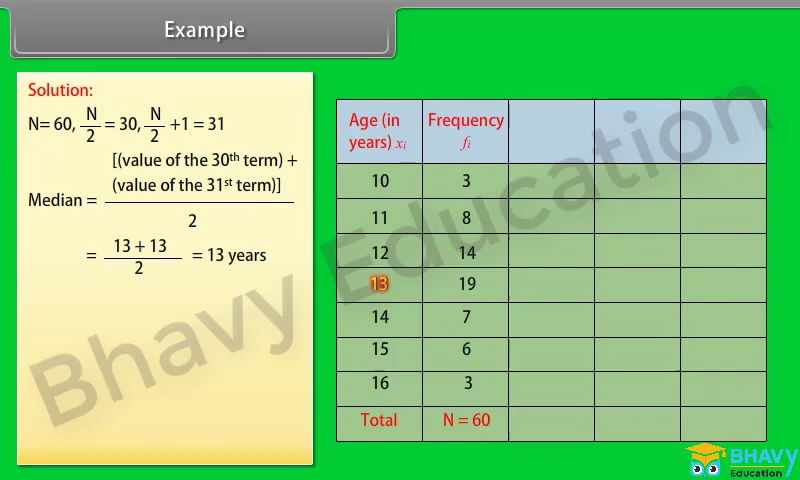 Example
Solution:
N= 60, N/2 = 30, N/2 +1 = 31
Median = [(value of the 30th term) + (value of the 31st term)] / 2
= 13 + 13 / 2 = 13 years
Age (in years) xi Frequency fi
10 3
11 8
12 14
13 19
14 7
15 6
16 3
Total N = 60
Bhavy Education
BHAVY
Education